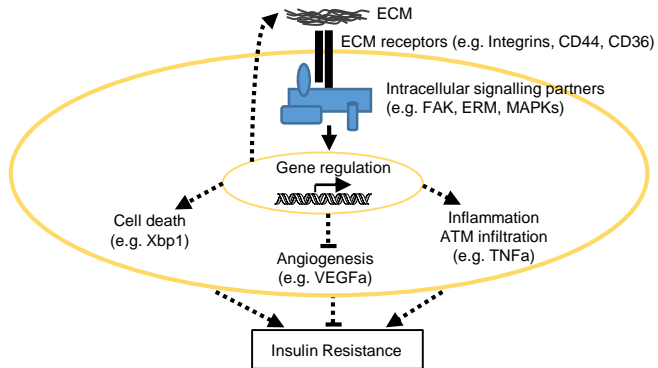 ECM
ECM receptors (e.g. Integrins, CD44, CD36)
Intracellular signalling partners
(e.g. FAK, ERM, MAPKs)
Gene regulation
Cell death
(e.g. Xbp1)
Angiogenesis
(e.g. VEGFa)
Inflammation
ATM infiltration
(e.g. TNFa)
Insulin Resistance